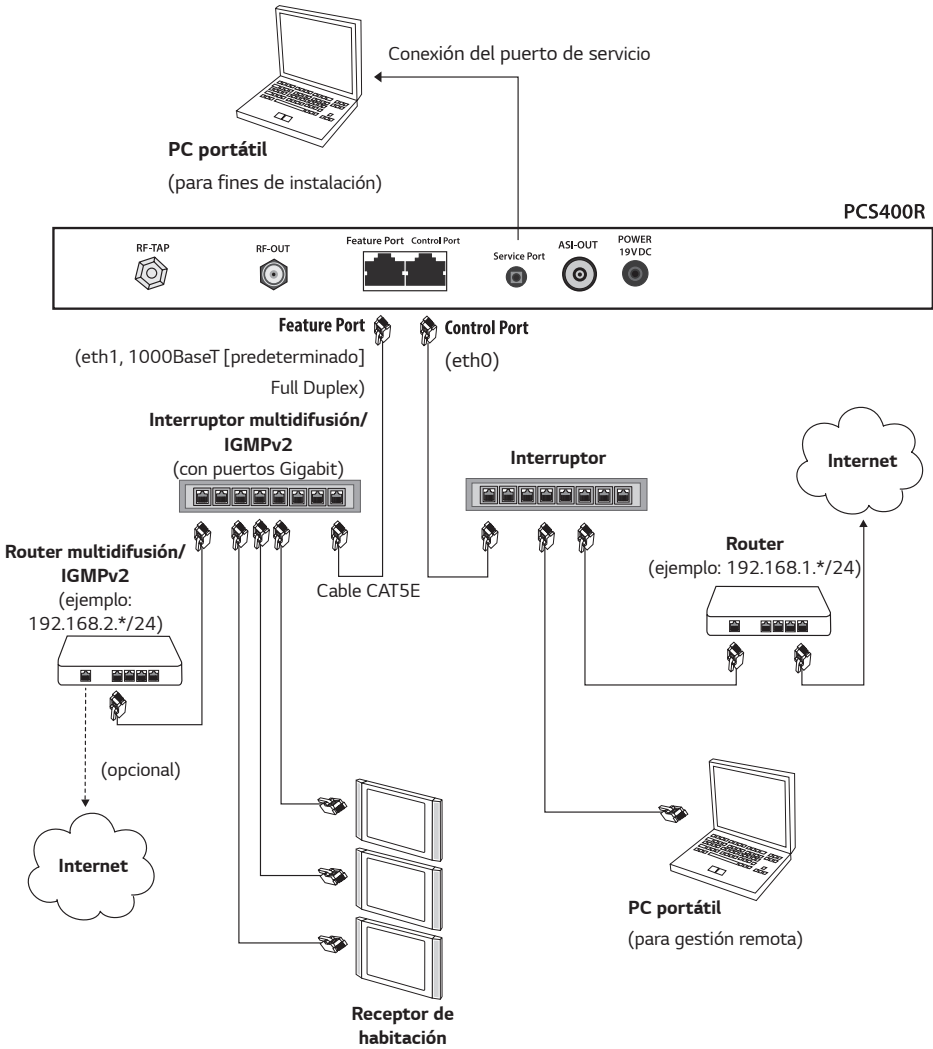 Conexión del puerto de servicio
PC portátil
(para fines de instalación)
PCS400R
RF-TAP
RF-OUT
Feature Port
Control Port
Service Port
ASI-OUT
POWER
19VDC
Feature Port
(eth1, 1000BaseT [predeterminado]
Full Duplex)
Control Port
(eth0)
Interruptor multidifusión/
IGMPv2
(con puertos Gigabit)
Interruptor
Internet
Router multidifusión/
IGMPv2
(ejemplo:
192.168.2.*/24)
Cable CAT5E
Router
(ejemplo: 192.168.1.*/24)
(opcional)
Internet
PC portátil
(para gestión remota)
Receptor de
habitación